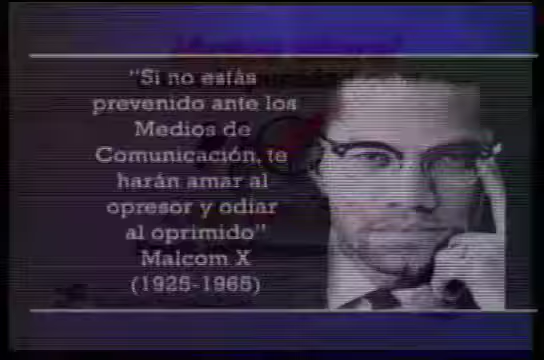 "Si no estás
prevenido ante los
Medios de
Comunicación, te
harán amar al
opresor y odiar
al oprimido"
Malcom X
(1925-1965)